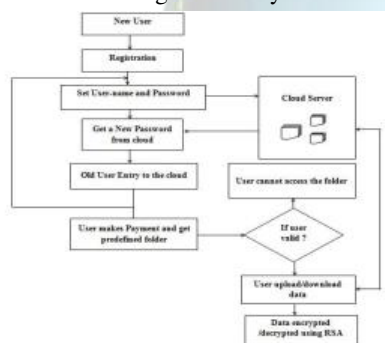 New User
Registration
Set User-name and Password
Cloud Server
Get a New Password
from cloud
Old User Entry to the cloud
User cannot access the folder
User makes Payment and get
predefined folder
If user
valid ?
User upload/download
data
Data encrypted
/decrypted using RSA